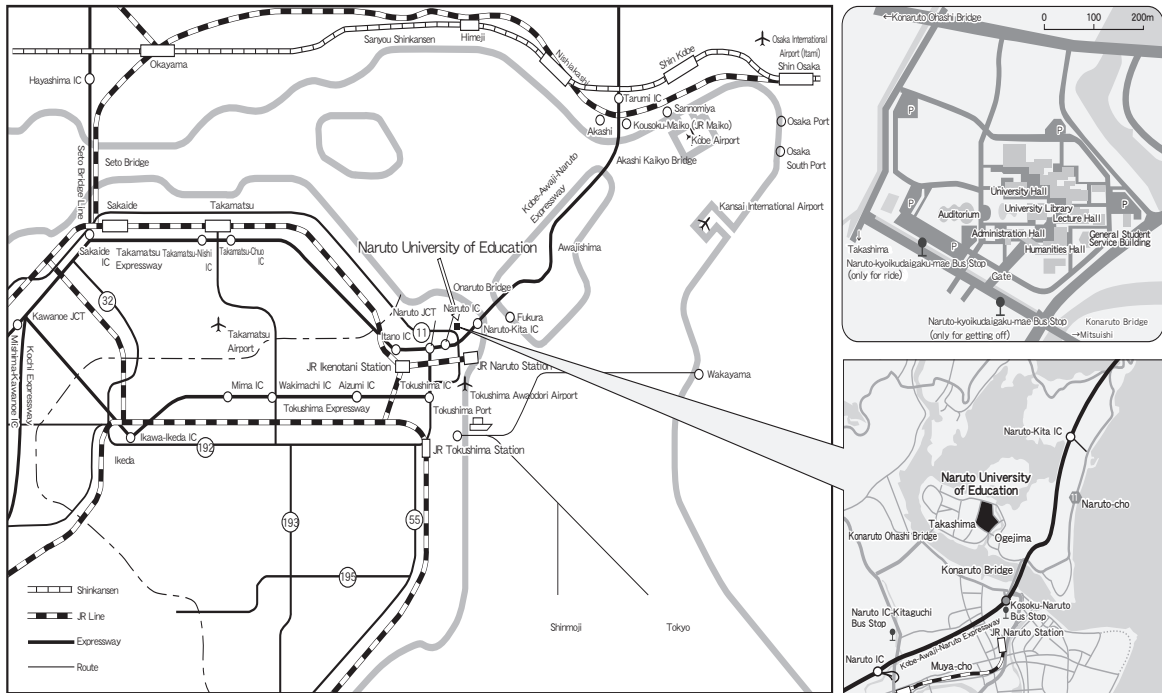 Sanyou Shinkansen
Himeji
Okayama
Hayashima IC
Nishiakashi
Shin Kobe
Osaka International
Airport (Itami)
Shin Osaka
Tarumi IC
Sannomiya
Akashi
Kousoku-Maiko (JR Maiko)
Kobe Airport
Osaka Port
Osaka
South Port
Akashi Kaikyo Bridge
Seto Bridge Line
Seto Bridge
Kobe-Awaji-Naruto
Expressway
Kansai International Airport
Sakaide
Takamatsu
Sakaide
IC
Takamatsu
Expressway
Takamatsu-Nishi
IC
Takamatsu-Chuo
IC
Naruto University of Education
Awajishima
Onaruto Bridge
32
Kawanoe JCT
Takamatsu
Airport
Naruto JCT
Naruto IC
Fukura
Naruto-Kita IC
11
Itano IC
Mishima-Kawanoe IC
Kochi Expressway
JR Ikenotani Station
JR Naruto Station
Wakayama
Mima IC
Wakimachi IC
Aizumi IC
Tokushima IC
Tokushima Awaodori Airport
Tokushima Expressway
Tokushima Port
Ikawa-Ikeda IC
192
JR Tokushima Station
Ikeda
193
55
195
Shinkansen
JR Line
Expressway
Route
Shinmoji
Tokyo
←Konaruto Ohashi Bridge
0 100 200m
P
P
P
P
University Hall
Auditorium
University Library
Lecture Hall
Administration Hall
General Student
Service Building
Humanities Hall
Takashima
Naruto-kyoikudaigaku-mae Bus Stop
(only for ride)
Gate
Naruto-kyoikudaigaku-mae Bus Stop
(only for getting off)
Konaruto Bridge
→Mitsuishi
Naruto-Kita IC
Naruto University
of Education
11
Naruto-cho
Takashima
Ogejima
Konaruto Ohashi Bridge
Konaruto Bridge
Naruto IC-Kitaguchi
Bus Stop
Kosoku-Naruto
Bus Stop
Kobe-Awaji-Naruto Expressway
JR Naruto Station
Naruto IC
Muya-cho